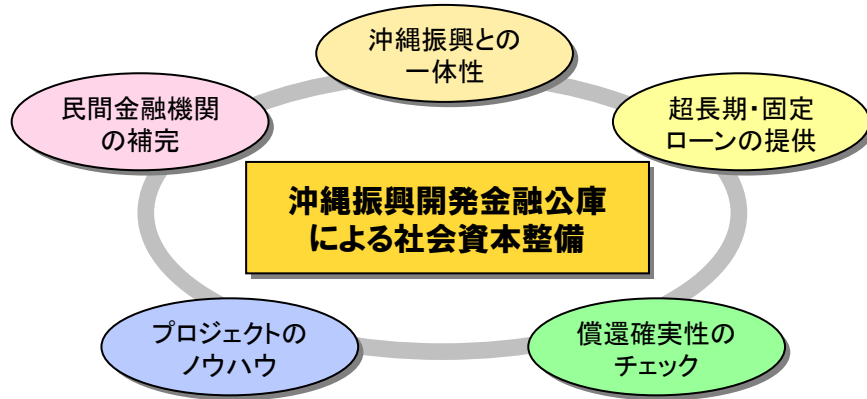 沖縄振興との
一体性
民間金融機関
の補完
超長期・固定
ローンの提供
沖縄振興開発金融公庫
による社会資本整備
プロジェクトの
ノウハウ
償還確実性の
チェック